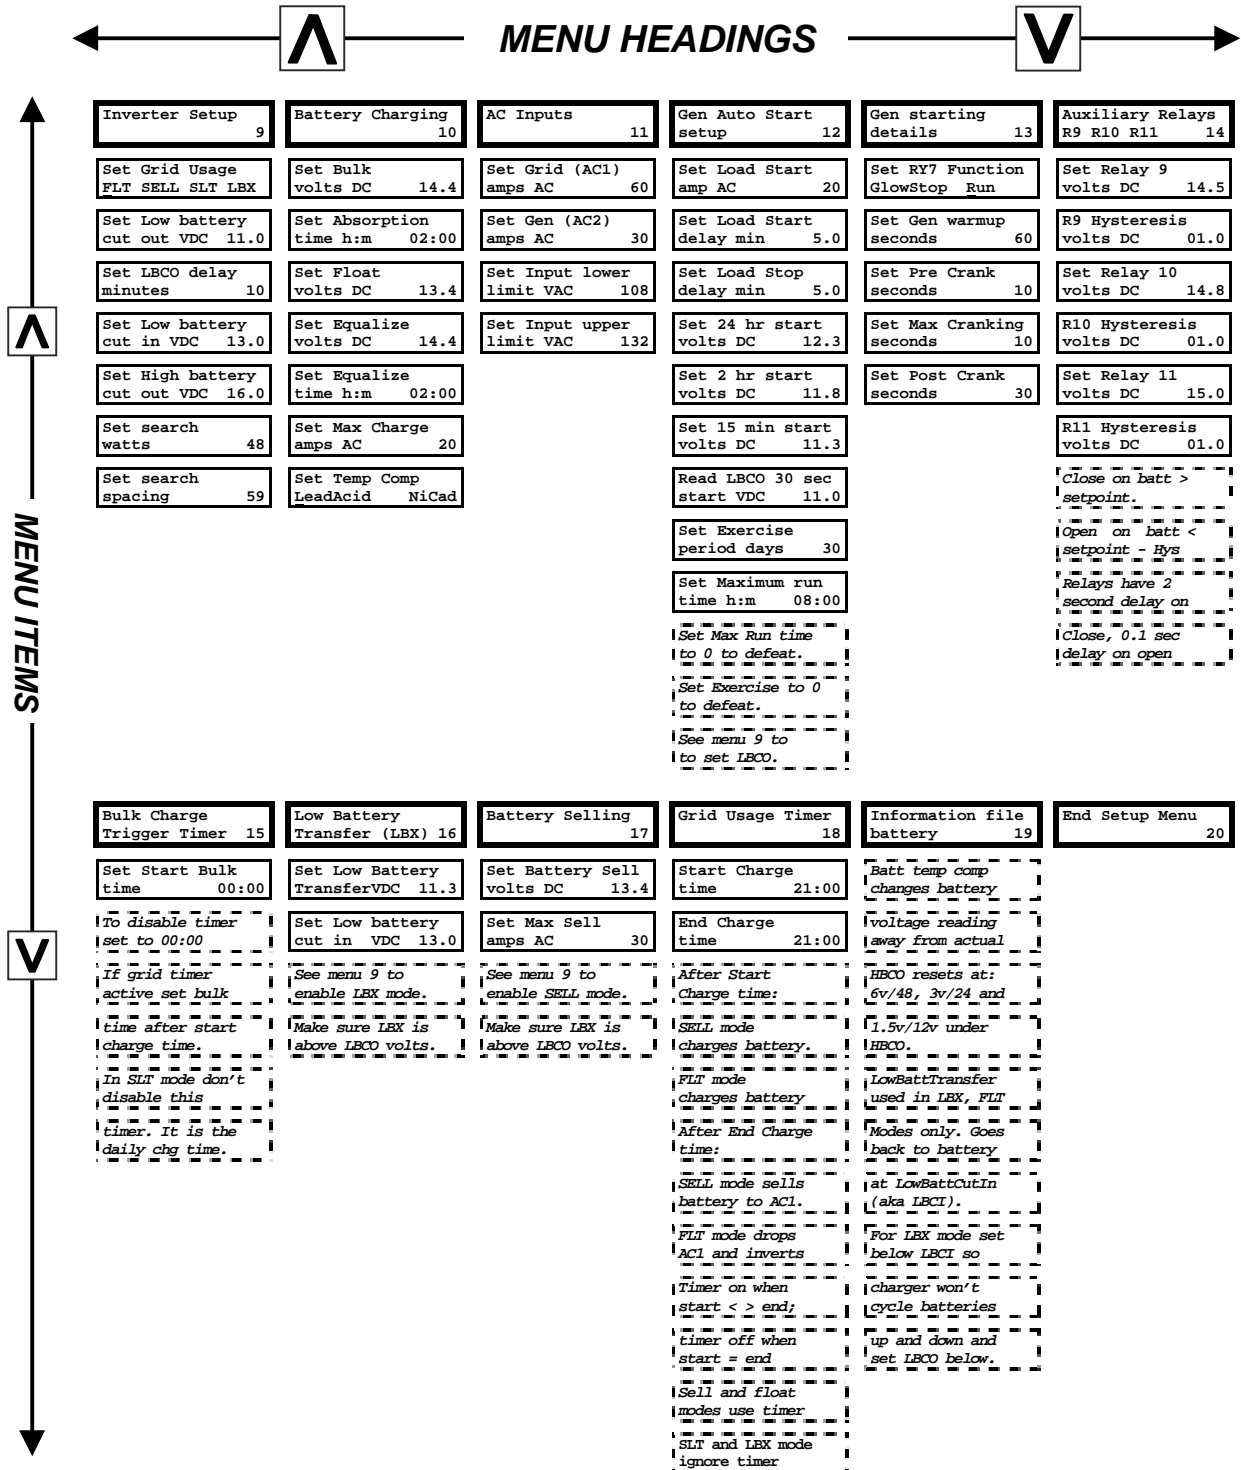 MENU HEADINGS
MENU ITEMS
Inverter Setup
9
Set Grid Usage
FLT SELL SLT LBX
Set Low battery
cut out VDC 11.0
Set LBCO delay
minutes 10
Set Low battery
cut in VDC 13.0
Set High battery
cut out VDC 16.0
Set search
watts 48
Set search
spacing 59
Battery Charging
10
Set Bulk
volts DC 14.4
Set Absorption
time h:m 02:00
Set Float
volts DC 13.4
Set Equalize
volts DC 14.4
Set Equalize
time h:m 02:00
Set Max Charge
amps AC 20
Set Temp Comp
LeadAcid NiCad
AC Inputs
11
Set Grid (AC1)
amps AC 60
Set Gen (AC2)
amps AC 30
Set Input lower
limit VAC 108
Set Input upper
limit VAC 132
Gen Auto Start
setup 12
Set Load Start
amp AC 20
Set Load Start
delay min 5.0
Set Load Stop
delay min 5.0
Set 24 hr start
volts DC 12.3
Set 2 hr start
volts DC 11.8
Set 15 min start
volts DC 11.3
Read LBCO 30 sec
start VDC 11.0
Set Exercise
period days 30
Set Maximum run
time h:m 08:00
Set Max Run time
to 0 to defeat.
Set Exercise to 0
to defeat.
See menu 9 to
to set LBCO.
Gen starting
details 13
Set RY7 Function
GlowStop Run
Set Gen warmup
seconds 60
Set Pre Crank
seconds 10
Set Max Cranking
seconds 10
Set Post Crank
seconds 30
Auxiliary Relays
R9 R10 R11 14
Set Relay 9
volts DC 14.5
R9 Hysteresis
volts DC 01.0
Set Relay 10
volts DC 14.8
R10 Hysteresis
volts DC 01.0
Set Relay 11
volts DC 15.0
R11 Hysteresis
volts DC 01.0
Close on batt >
setpoint.
Open on batt <
setpoint - Hys
Relays have 2
second delay on
Close, 0.1 sec
delay on open
Bulk Charge
Trigger Timer 15
Set Start Bulk
time 00:00
To disable timer
set to 00:00
If grid timer
active set bulk
time after start
charge time.
In SLT mode don't
disable this
timer. It is the
daily chg time.
Low Battery
Transfer (LBX) 16
Set Low Battery
TransferVDC 11.3
Set Low battery
cut in VDC 13.0
See menu 9 to
enable LBX mode.
Make sure LBX is
above LBCO volts.
Battery Selling
17
Set Battery Sell
volts DC 13.4
Set Max Sell
amps AC 30
See menu 9 to
enable SELL mode.
Make sure LBX is
above LBCO volts.
Grid Usage Timer
18
Start Charge
time 21:00
End Charge
time 21:00
After Start
Charge time:
SELL mode
charges battery.
FLT mode
charges battery
After End Charge
time:
SELL mode sells
battery to AC1.
FLT mode drops
AC1 and inverts
Timer on when
start < > end;
timer off when
start = end
Sell and float
modes use timer
SLT and LBX mode
ignore timer
Information file
battery 19
Batt temp comp
changes battery
voltage reading
away from actual
HBCO resets at:
6v/48, 3v/24 and
1.5v/12v under
HBCO.
LowBattTransfer
used in LBX, FLT
Modes only. Goes
back to battery
at LowBattCutIn
(aka LBCI).
For LBX mode set
below LBCI so
charger won't
cycle batteries
up and down and
set LBCO below.
End Setup Menu
20